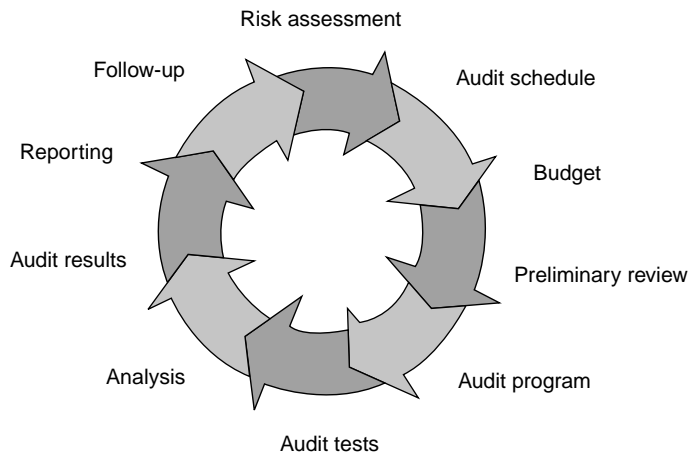 Risk assessment
Audit schedule
Budget
Preliminary review
Audit program
Audit tests
Analysis
Audit results
Reporting
Follow-up